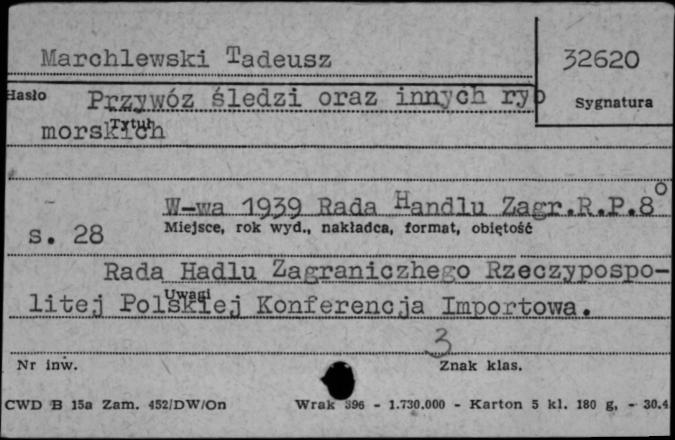 Marchlewski Tadeusz
32620
Hasło Przywóz śledzi oraz innych ryb
Sygnatura
morskich
Tytuł
W-wa 1939 Rada Handlu Zagr.R.P.8°
s. 28 Miejsce, rok wyd., nakładca, format, objętość
Rada Hadlu Zagranicznego Rzeczypospo-
litej Polskiej Konferencja Importowa.
Uwagi
3
Nr inw.
Znak klas.
CWD B 15a Zam. 452/DW/On Wrak 396 - 1.730.000 - Karton 5 kl. 180 g, - 30.4